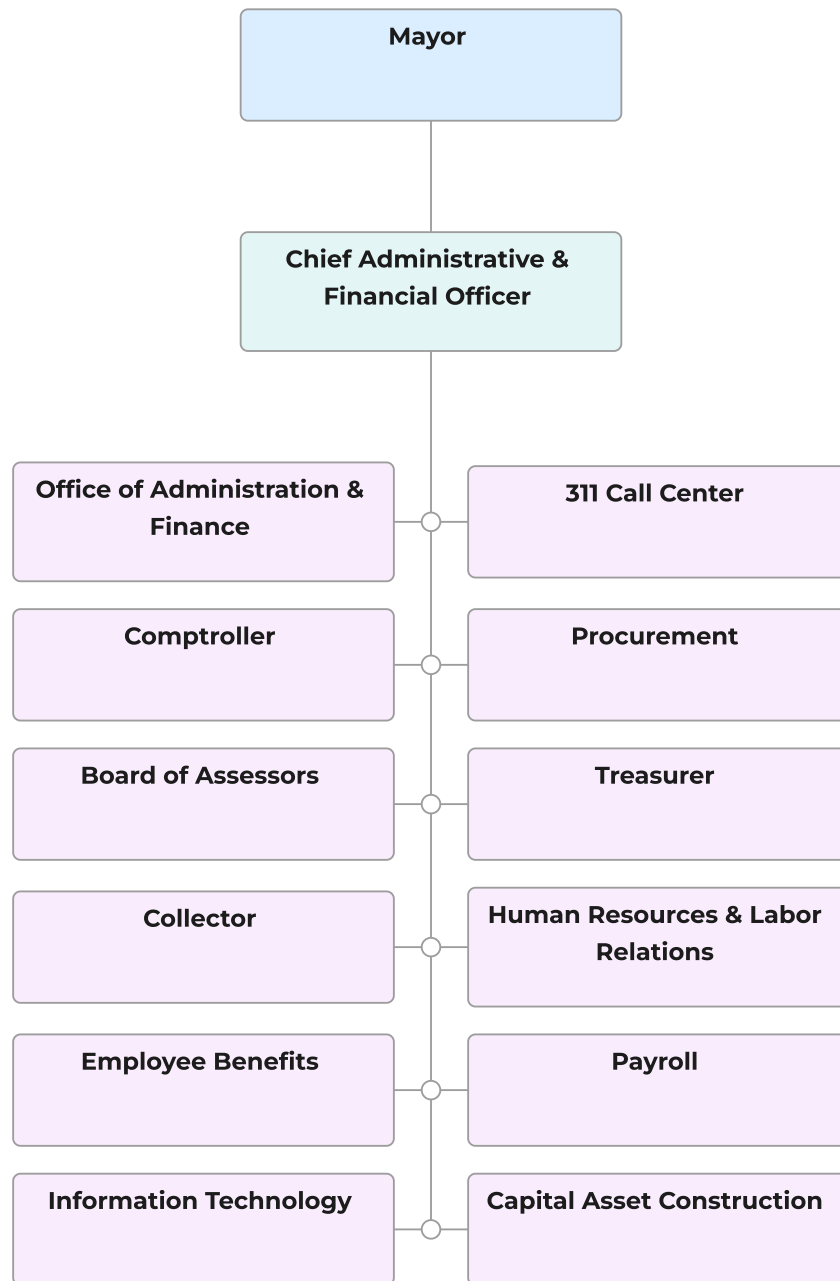 Mayor
Chief Administrative &
Financial Officer
Office of Administration &
Finance
311 Call Center
Comptroller
Procurement
Board of Assessors
Treasurer
Collector
Human Resources & Labor
Relations
Employee Benefits
Payroll
Information Technology
Capital Asset Construction